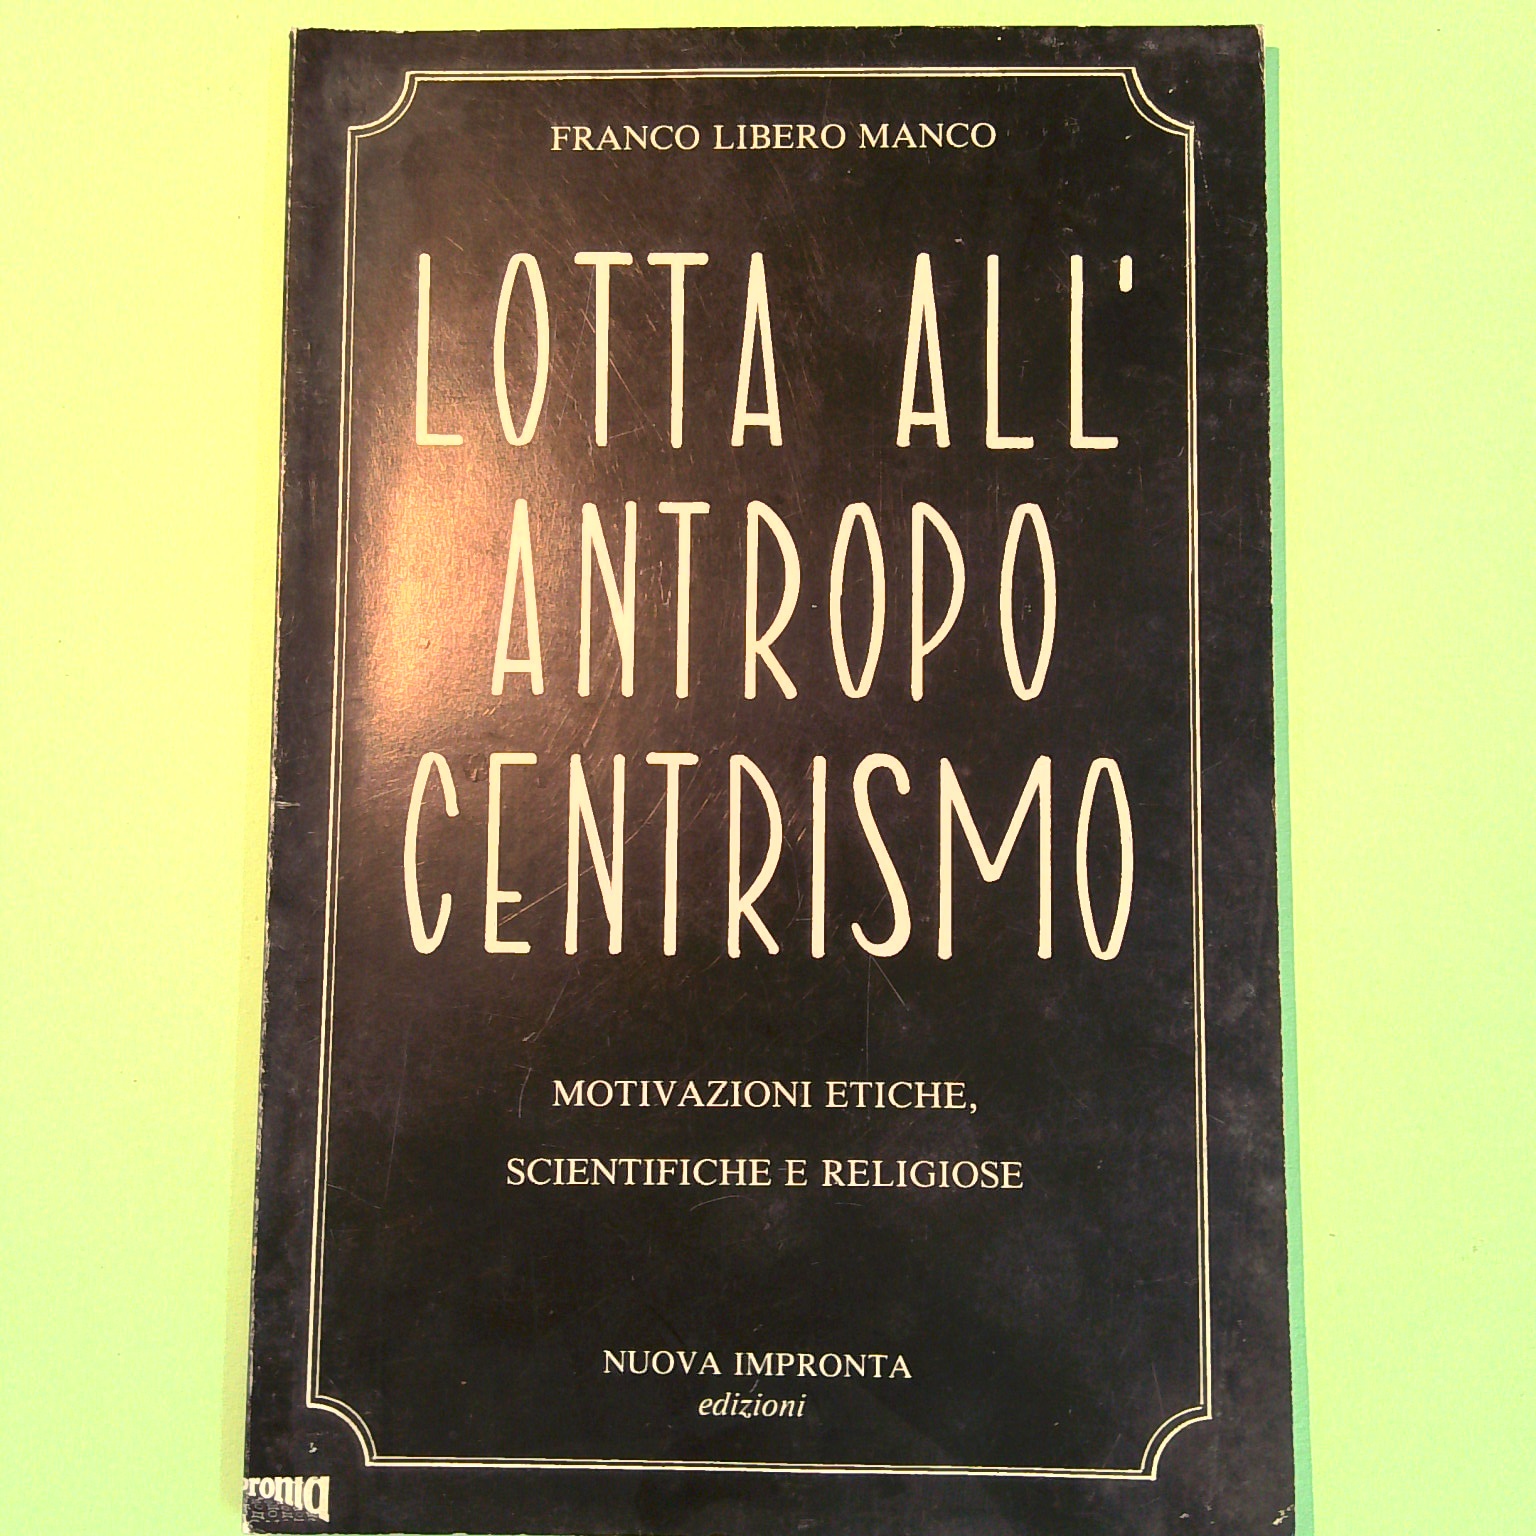 FRANCO LIBERO MANCO
LOTTA ALL'
ANTROPO
CENTRISMO
MOTIVAZIONI ETICHE,
SCIENTIFICHE E RELIGIOSE
NUOVA IMPRONTA
edizioni